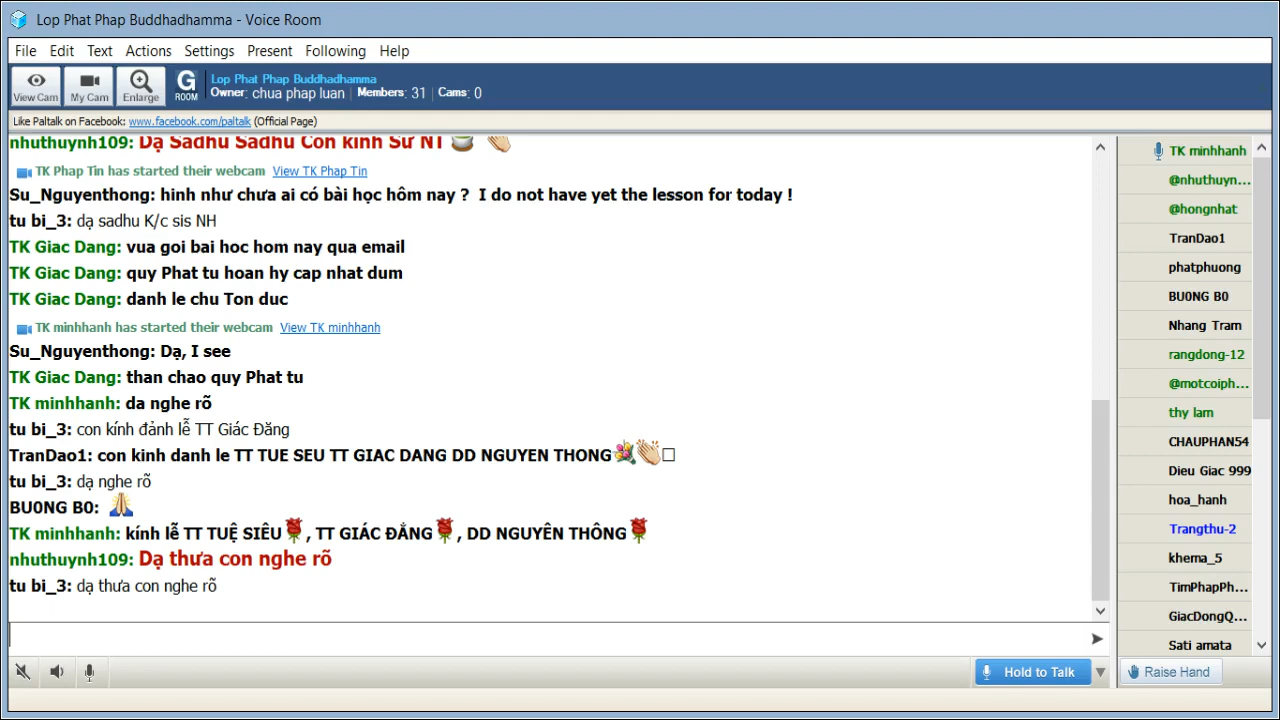 Lop Phat Phap Buddhadhamma - Voice Room
File Edit Text Actions Settings Present Following Help
View Cam My Cam Enlarge G ROOM
Lop Phat Phap Buddhadhamma
Owner: chua phap luan Members: 31 Cams: 0
Like Paltalk on Facebook: www.facebook.com/paltalk (Official Page)
nhuthuynh109: Dạ Sadhu Sadhu Con kính Sư NT
TK Phap Tin has started their webcam View TK Phap Tin
Su_Nguyenthong: hình như chưa ai có bài học hôm nay ? I do not have yet the lesson for today !
tu bi_3: dạ sadhu K/c sis NH
TK Giac Dang: vua goi bai hoc hom nay qua email
TK Giac Dang: quy Phat tu hoan hy cap nhat dum
TK Giac Dang: danh le chu Ton duc
TK minhhanh has started their webcam View TK minhhanh
Su_Nguyenthong: Dạ, I see
TK Giac Dang: than chao quy Phat tu
TK minhhanh: da nghe rõ
tu bi_3: con kính đảnh lễ TT Giác Đăng
TranDao1: con kinh danh le TT TUE SEU TT GIAC DANG DD NGUYEN THONG
tu bi_3: dạ nghe rõ
BU0NG B0:
TK minhhanh: kính lễ TT TUỆ SIÊU, TT GIÁC ĐẲNG, DD NGUYÊN THÔNG
nhuthuynh109: Dạ thưa con nghe rõ
tu bi_3: dạ thưa con nghe rõ
TK minhhanh
@nhuthuyn...
@hongnhat
TranDao1
phatphuong
BU0NG B0
Nhang Tram
rangdong-12
@motcoiph...
thy lam
CHAUPHAN54
Dieu Giac 999
hoa_hanh
Trangthu-2
khema_5
TimPhapPh...
GiacDongQ...
Sati amata
Hold to Talk
Raise Hand